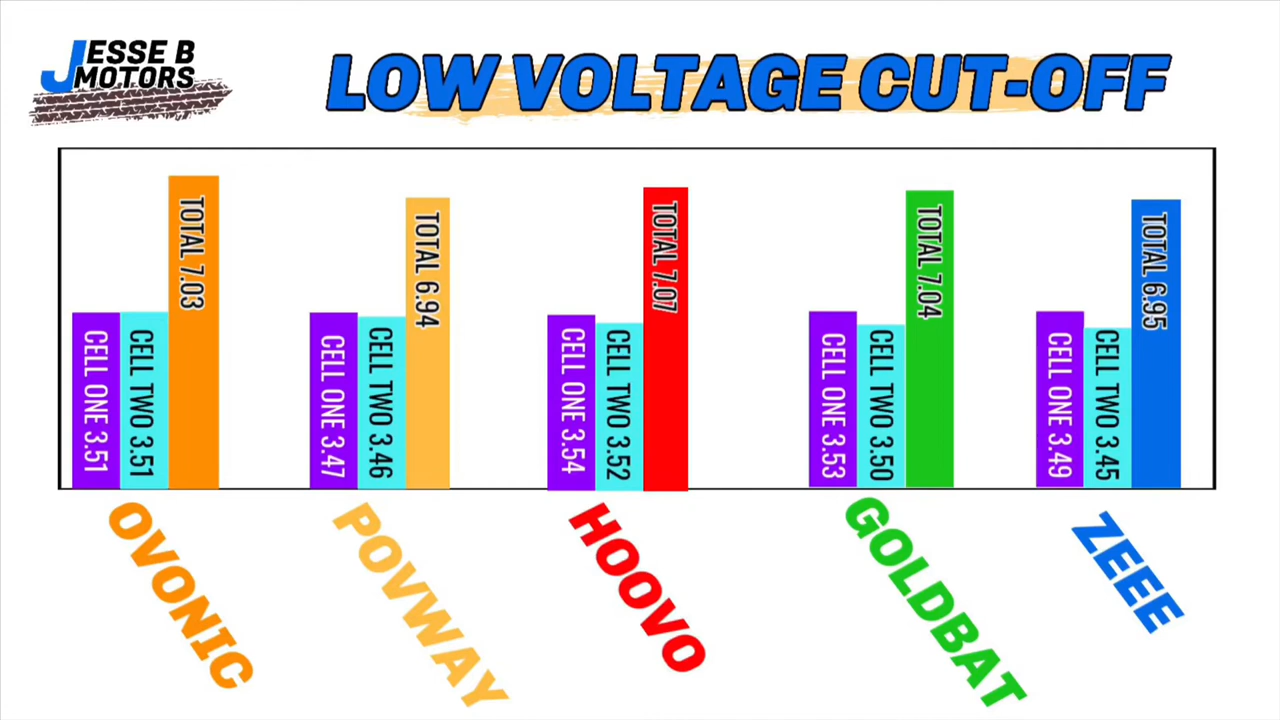 JESSE B
MOTORS
LOW VOLTAGE CUT-OFF
CELL ONE 3.51
CELL TWO 3.51
TOTAL 7.03
CELL ONE 3.47
CELL TWO 3.46
TOTAL 6.94
CELL ONE 3.54
CELL TWO 3.52
TOTAL 7.07
CELL ONE 3.53
CELL TWO 3.50
TOTAL 7.04
CELL ONE 3.49
CELL TWO 3.45
TOTAL 6.95
OVONIC
POVWAY
HOOVO
GOLDBAT
ZEEE